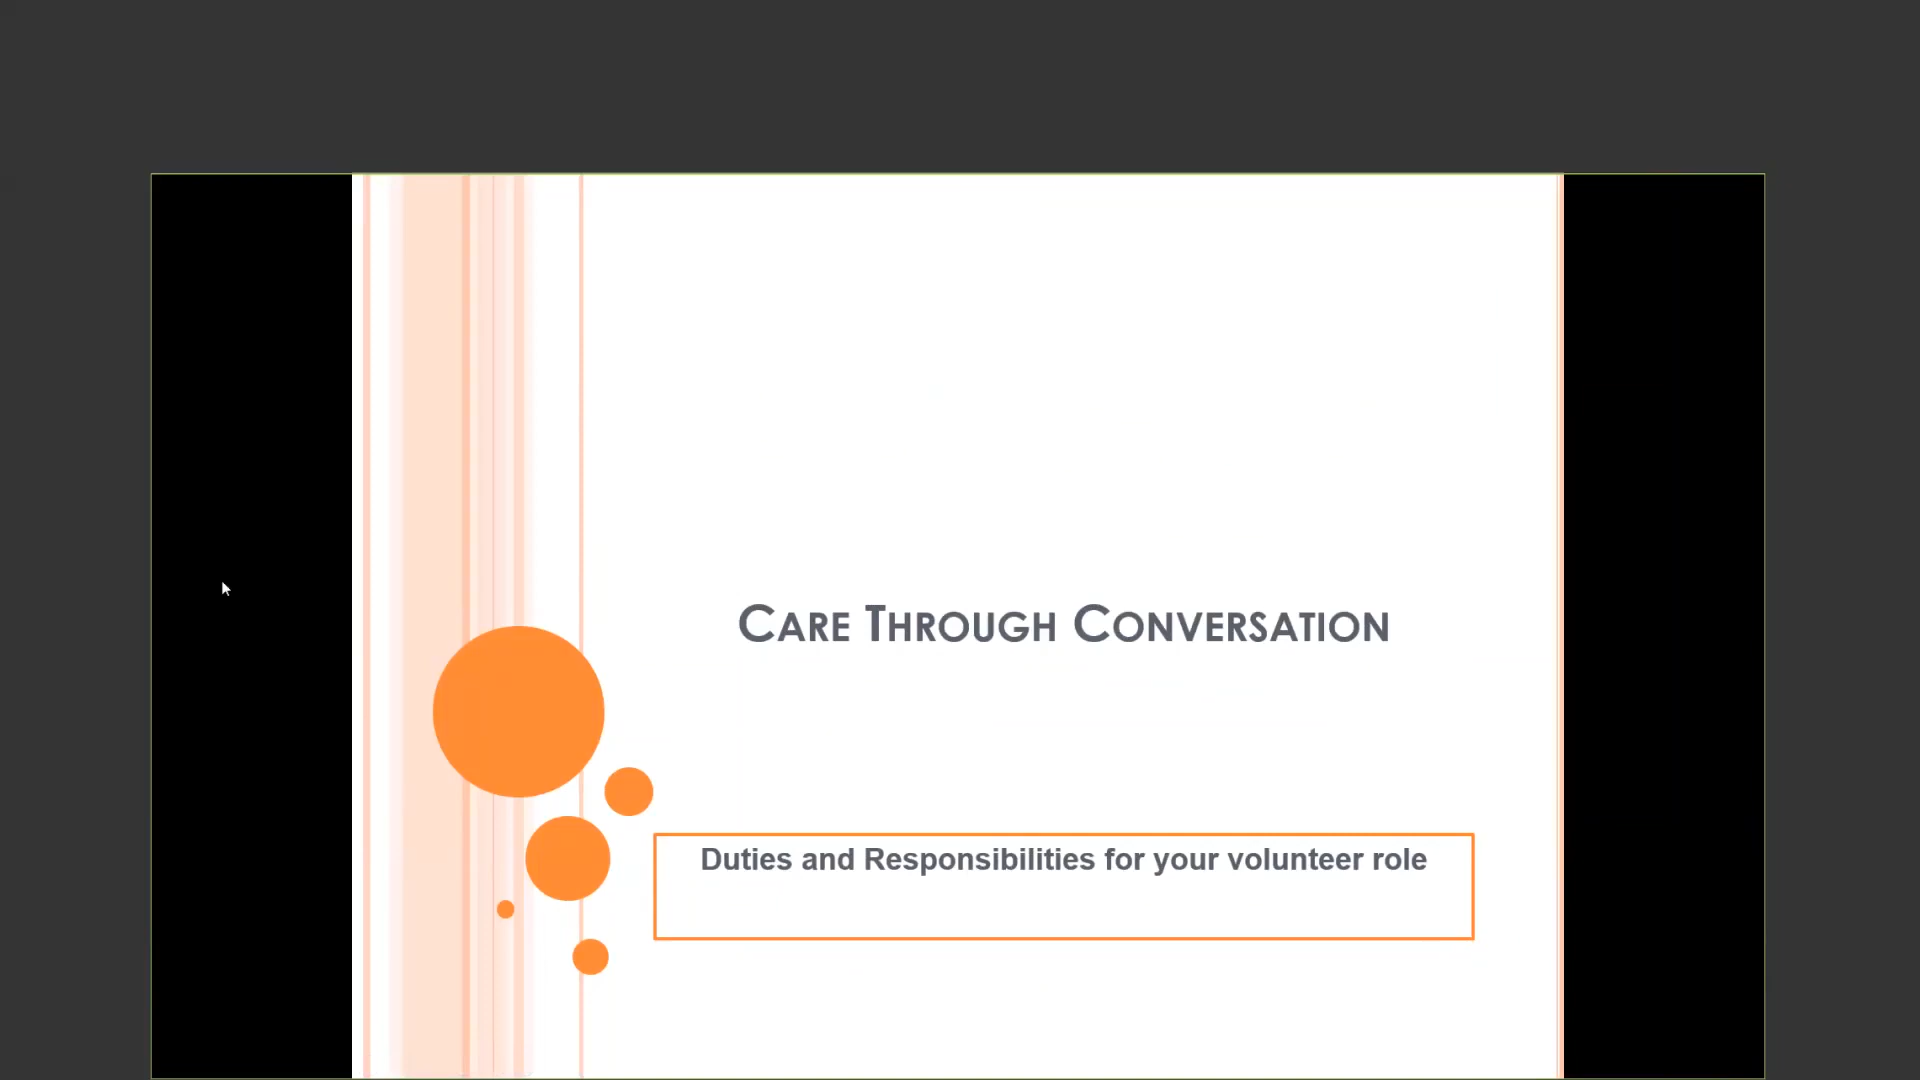 CARE THROUGH CONVERSATION
Duties and Responsibilities for your volunteer role